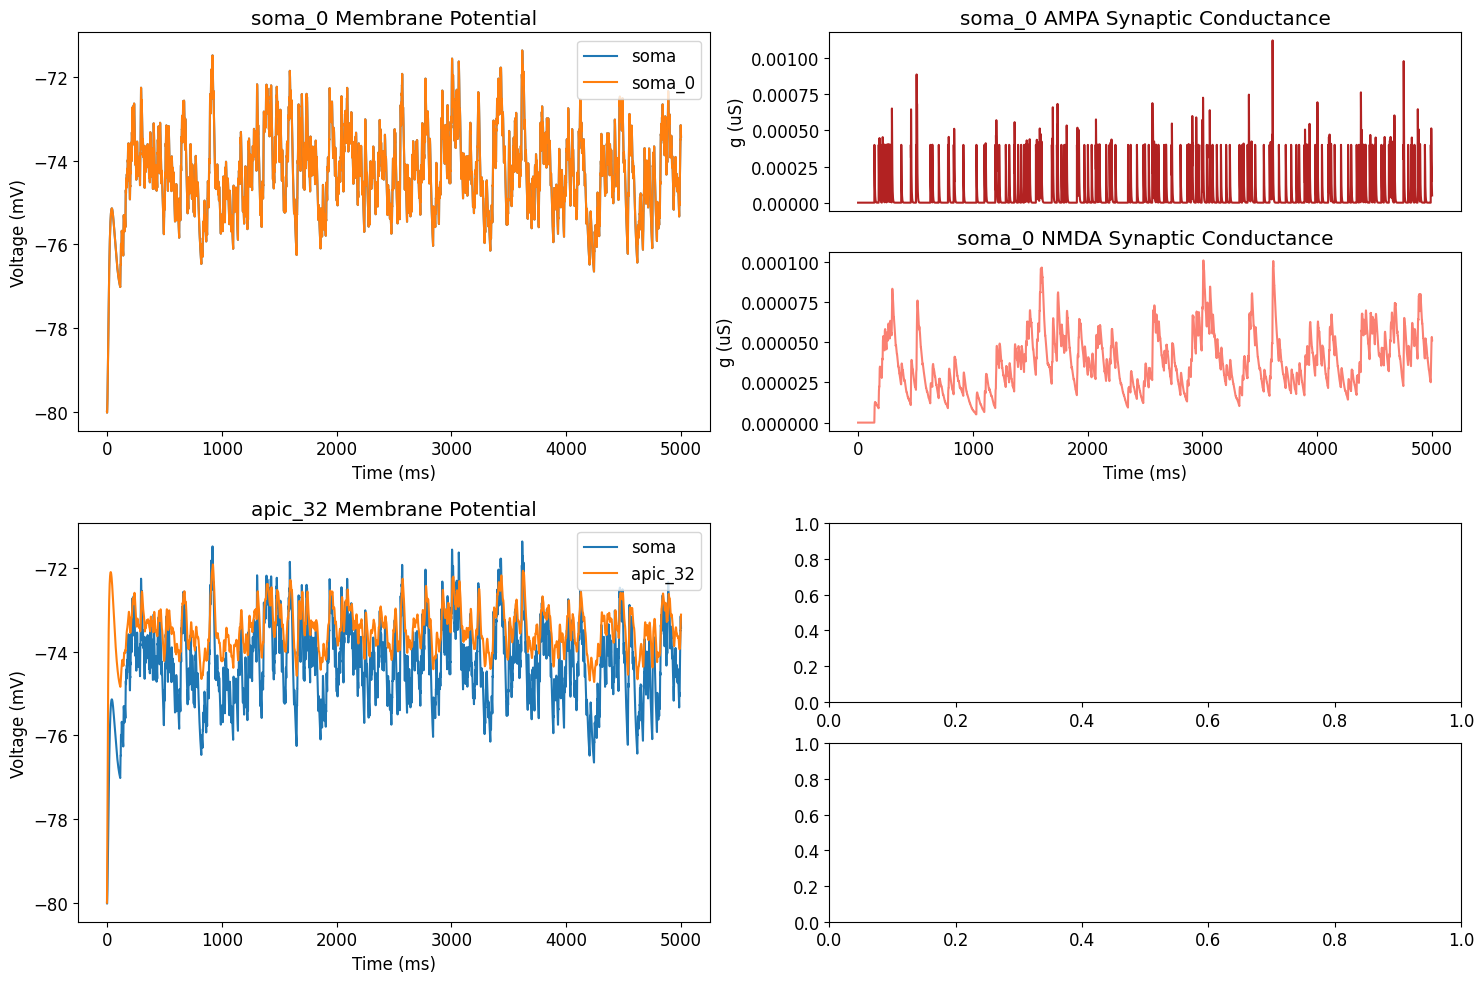 soma_0 Membrane Potential
soma
soma_0
−72
−74
−76
−78
−80
Voltage (mV)
0 1000 2000 3000 4000 5000
Time (ms)
soma_0 AMPA Synaptic Conductance
0.00100
0.00075
0.00050
0.00025
0.00000
g (uS)
soma_0 NMDA Synaptic Conductance
0.000100
0.000075
0.000050
0.000025
0.000000
g (uS)
0 1000 2000 3000 4000 5000
Time (ms)
apic_32 Membrane Potential
soma
apic_32
−72
−74
−76
−78
−80
Voltage (mV)
0 1000 2000 3000 4000 5000
Time (ms)
1.0
0.8
0.6
0.4
0.2
0.0
0.0 0.2 0.4 0.6 0.8 1.0
1.0
0.8
0.6
0.4
0.2
0.0
0.0 0.2 0.4 0.6 0.8 1.0